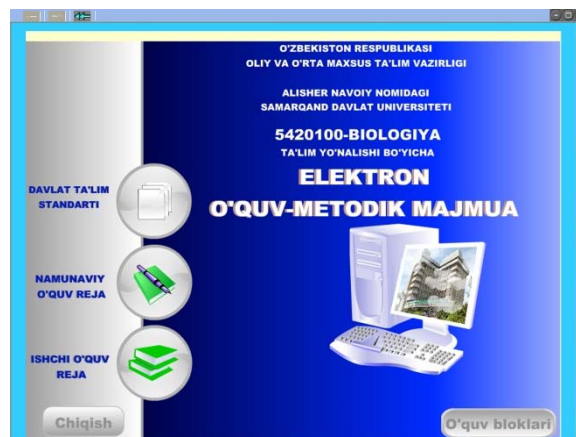 O'ZBEKISTON RESPUBLIKASI
OLIY VA O'RTA MAXSUS TA'LIM VAZIRLIGI
ALISHER NAVOIY NOMIDAGI
SAMARQAND DAVLAT UNIVERSITETI
5420100-BIOLOGIYA
TA'LIM YO'NALISHI BO'YICHA
ELEKTRON
O'QUV-METODIK MAJMUA
DAVLAT TA'LIM
STANDARTI
NAMUNAVIY
O'QUV REJA
ISHCHI O'QUV
REJA
Chiqish
O'quv bloklari